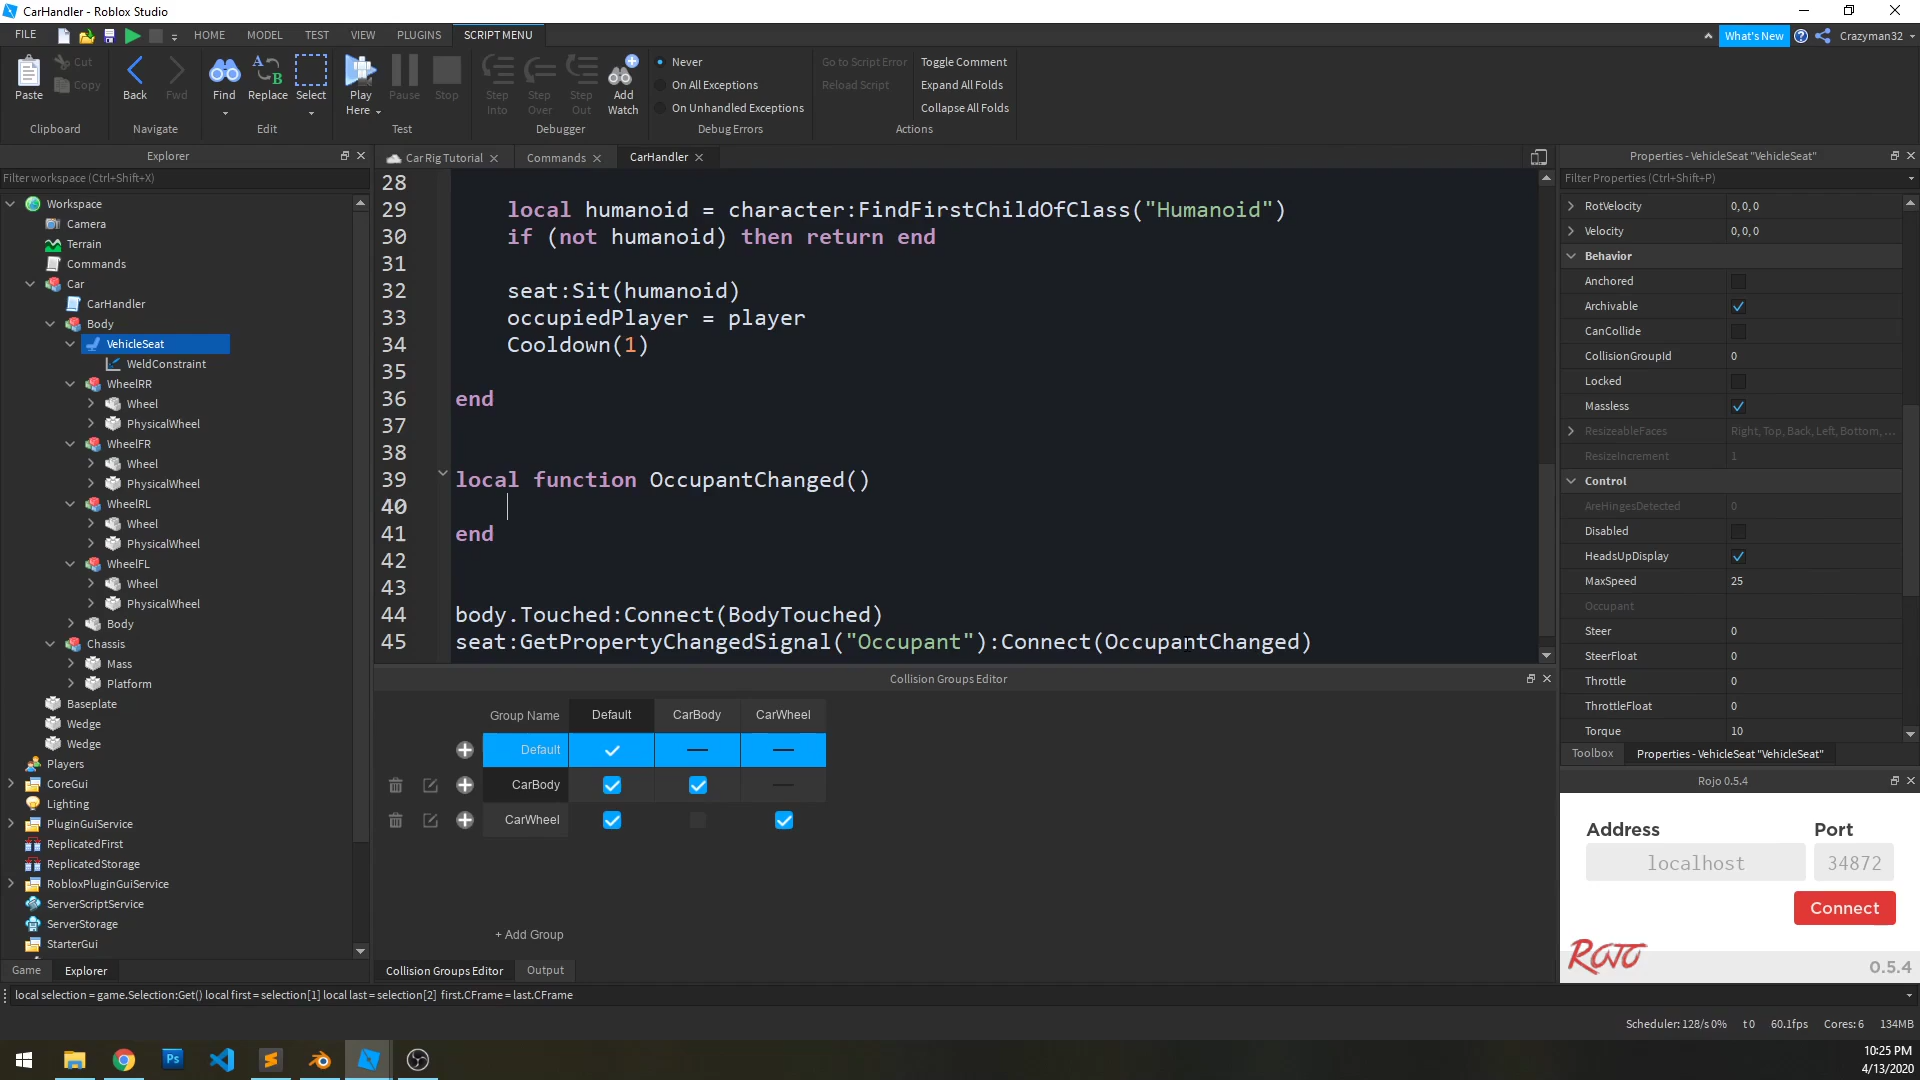 CarHandler - Roblox Studio
FILE
HOME
MODEL
TEST
VIEW
PLUGINS
SCRIPT MENU
What's New
Crazyman32
Paste
Cut
Copy
Clipboard
Back
Fwd
Navigate
Find
Replace
Select
Edit
Play Here
Pause
Stop
Test
Step Into
Step Over
Step Out
Add Watch
Debugger
Never
On All Exceptions
On Unhandled Exceptions
Debug Errors
Go to Script Error
Reload Script
Toggle Comment
Expand All Folds
Collapse All Folds
Actions
Explorer
Filter workspace (Ctrl+Shift+X)
Workspace
Camera
Terrain
Commands
Car
CarHandler
Body
VehicleSeat
WeldConstraint
WheelRR
Wheel
PhysicalWheel
WheelFR
Wheel
PhysicalWheel
WheelRL
Wheel
PhysicalWheel
WheelFL
Wheel
PhysicalWheel
Body
Chassis
Mass
Platform
Baseplate
Wedge
Wedge
Players
CoreGui
Lighting
PluginGuiService
ReplicatedFirst
ReplicatedStorage
RobloxPluginGuiService
ServerScriptService
ServerStorage
StarterGui
Game
Explorer
Car Rig Tutorial
Commands
CarHandler
28
29 local humanoid = character:FindFirstChildOfClass("Humanoid")
30 if (not humanoid) then return end
31
32 seat:Sit(humanoid)
33 occupiedPlayer = player
34 Cooldown(1)
35
36 end
37
38
39 local function OccupantChanged()
40
41 end
42
43
44 body.Touched:Connect(BodyTouched)
45 seat:GetPropertyChangedSignal("Occupant"):Connect(OccupantChanged)
Collision Groups Editor
Group Name
Default
CarBody
CarWheel
Default
CarBody
CarWheel
+ Add Group
Collision Groups Editor
Output
Properties - VehicleSeat "VehicleSeat"
Filter Properties (Ctrl+Shift+P)
RotVelocity 0, 0, 0
Velocity 0, 0, 0
Behavior
Anchored
Archivable
CanCollide
CollisionGroupId 0
Locked
Massless
ResizeableFaces Right, Top, Back, Left, Bottom, ...
ResizeIncrement 1
Control
AreHingesDetected 0
Disabled
HeadsUpDisplay
MaxSpeed 25
Occupant
Steer 0
SteerFloat 0
Throttle 0
ThrottleFloat 0
Torque 10
Toolbox
Properties - VehicleSeat "VehicleSeat"
Rojo 0.5.4
Address
Port
localhost
34872
Connect
ROJO
0.5.4
local selection = game.Selection:Get() local first = selection[1] local last = selection[2] first.CFrame = last.CFrame
Scheduler: 128/s 0%
t 0
60.1fps
Cores: 6
134MB
Ps
10:25 PM
4/13/2020